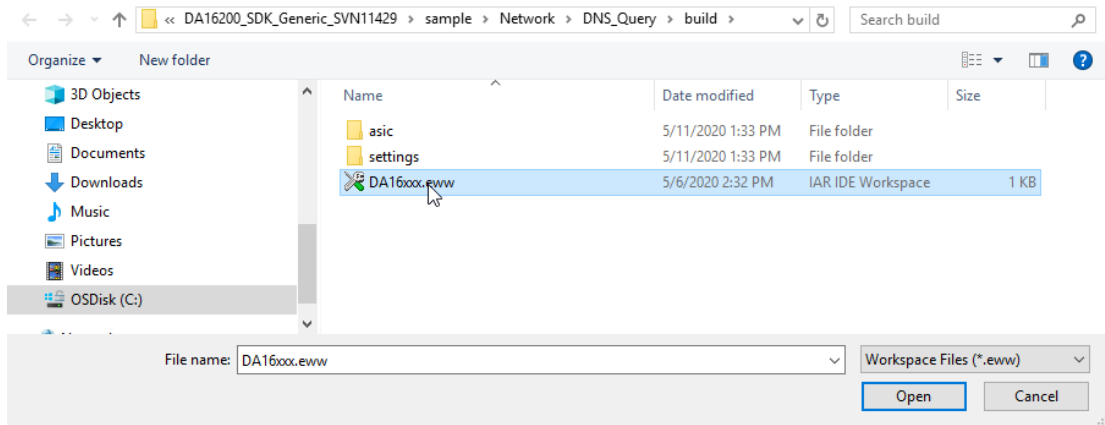 « DA16200_SDK_Generic_SVN11429 › sample › Network › DNS_Query › build ›
Search build
Organize
New folder
Name
Date modified
Type
Size
3D Objects
Desktop
Documents
Downloads
Music
Pictures
Videos
OSDisk (C:)
asic 5/11/2020 1:33 PM File folder
settings 5/11/2020 1:33 PM File folder
DA16xxx.eww 5/6/2020 2:32 PM IAR IDE Workspace 1 KB
File name: DA16xxx.eww
Workspace Files (*.eww)
Open
Cancel